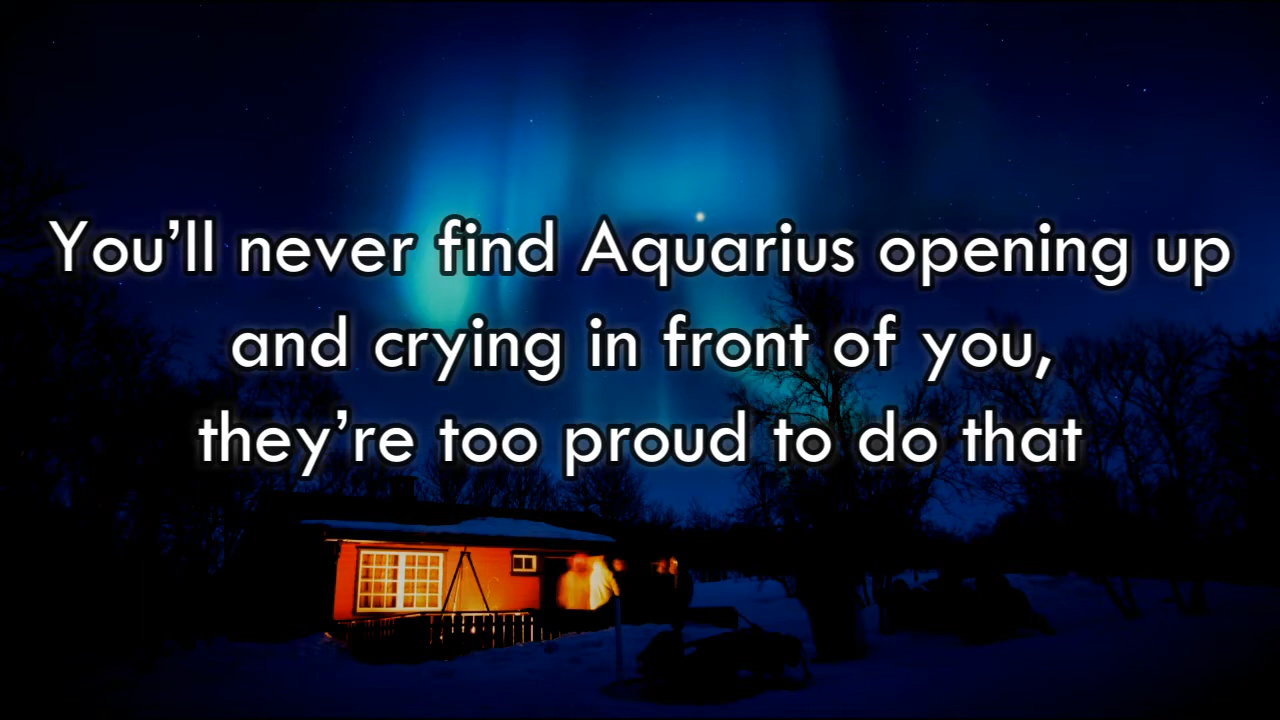 You’ll never find Aquarius opening up
and crying in front of you,
they’re too proud to do that